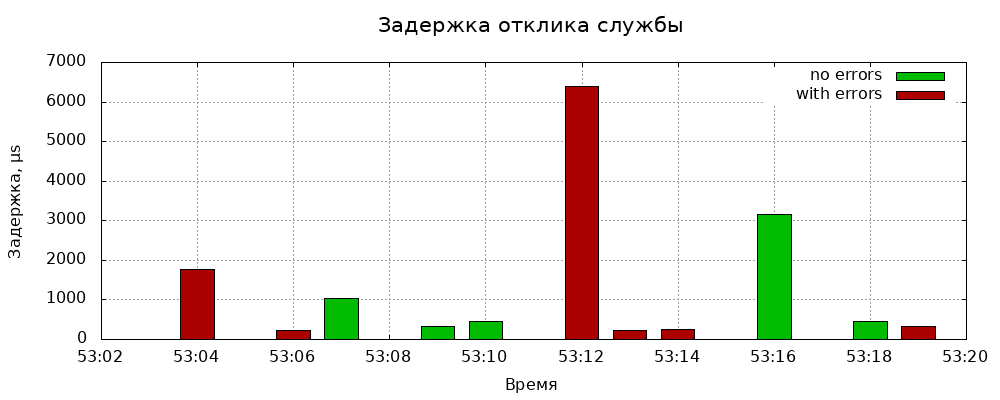 Задержка отклика службы
7000
6000
5000
4000
3000
2000
1000
0
Задержка, µs
no errors
with errors
53:02 53:04 53:06 53:08 53:10 53:12 53:14 53:16 53:18 53:20
Время